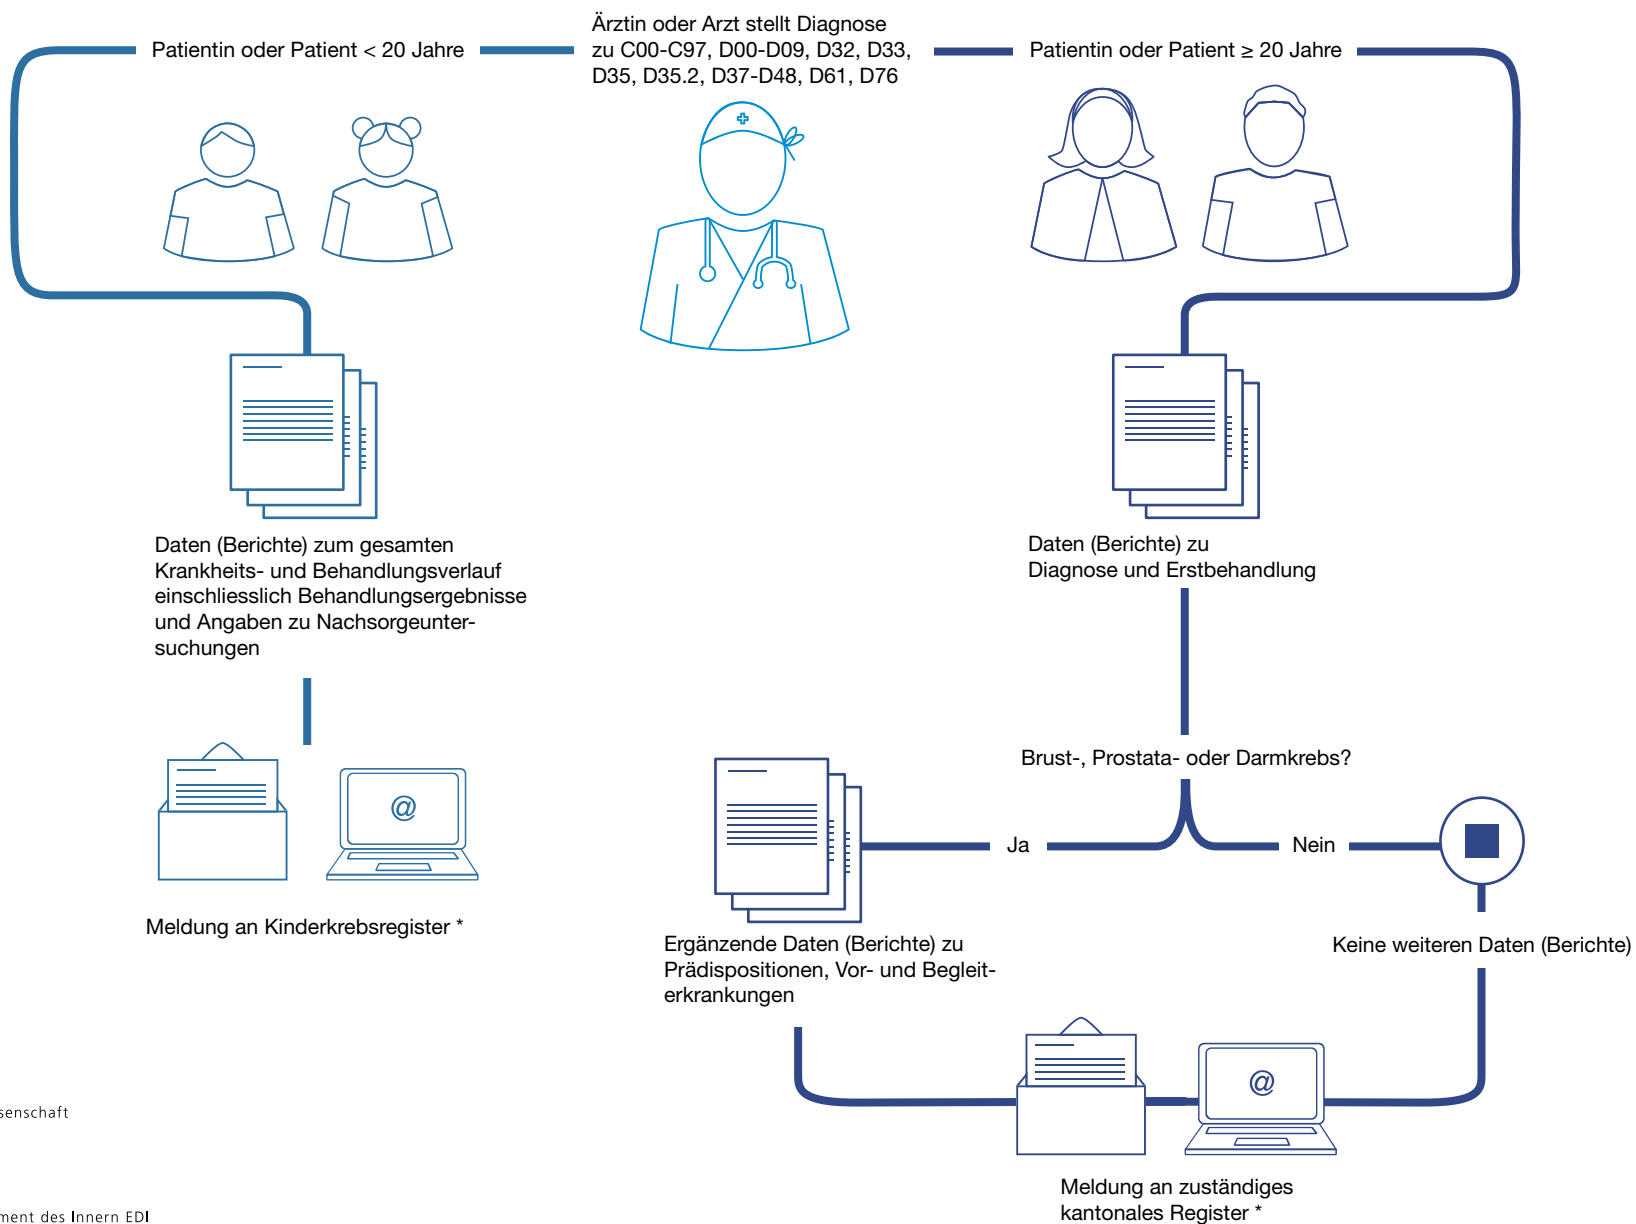 Ärztin oder Arzt stellt Diagnose
zu C00-C97, D00-D09, D32, D33,
D35, D35.2, D37-D48, D61, D76
Patientin oder Patient < 20 Jahre
Patientin oder Patient ≥ 20 Jahre
Daten (Berichte) zum gesamten
Krankheits- und Behandlungsverlauf
einschliesslich Behandlungsergebnisse
und Angaben zu Nachsorgeunter-
suchungen
@
Meldung an Kinderkrebsregister *
Daten (Berichte) zu
Diagnose und Erstbehandlung
Brust-, Prostata- oder Darmkrebs?
Ja
Nein
Ergänzende Daten (Berichte) zu
Prädispositionen, Vor- und Begleit-
erkrankungen
Keine weiteren Daten (Berichte)
@
Meldung an zuständiges
kantonales Register *
senschaft
ment des Innern EDI